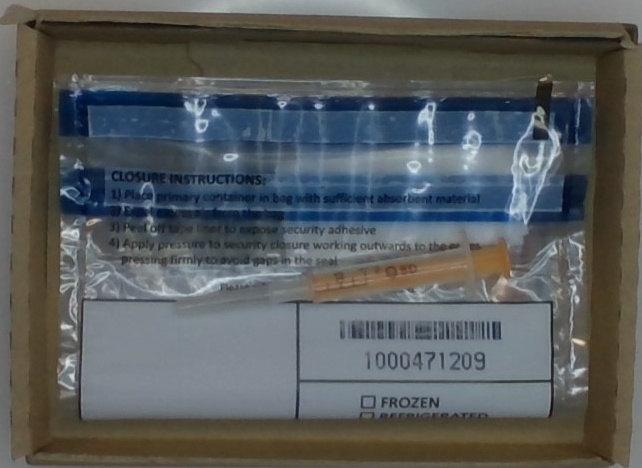 CLOSURE INSTRUCTIONS:
1) Place primary container in bag with sufficient absorbent material
3) Peel off tape liner to expose security adhesive
4) Apply pressure to security closure working outwards to the edges
pressing firmly to avoid gaps in the seal
1000471209
FROZEN
REFRIGERATED